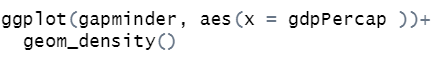 ggplot(gapminder, aes(x = gdpPercap ))+
  geom_density()